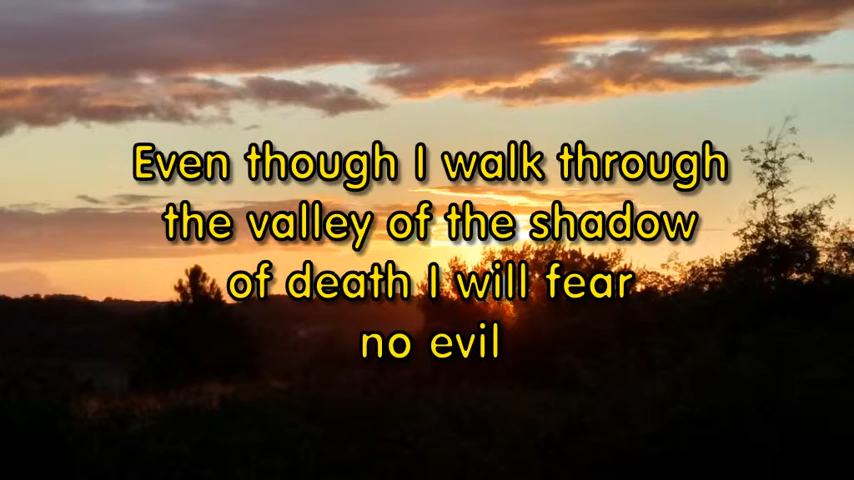 Even though I walk through
the valley of the shadow
of death I will fear
no evil